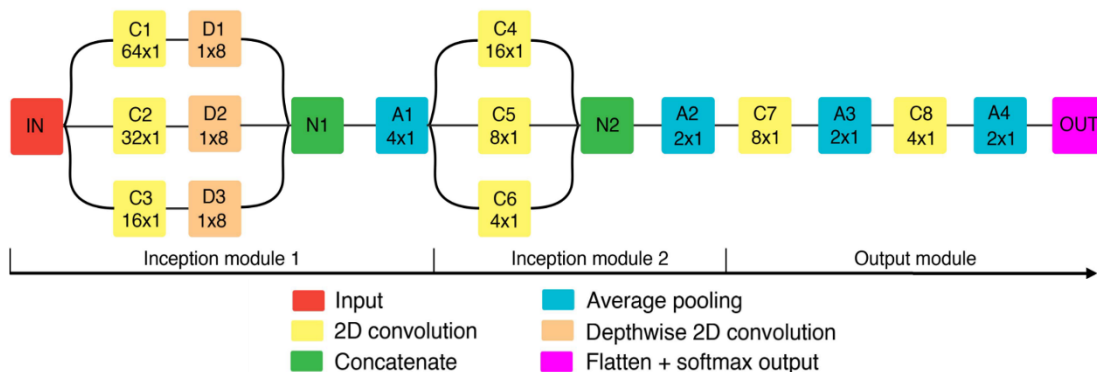 C1
64x1
D1
1x8
C4
16x1
IN
C2
32x1
D2
1x8
N1
A1
4x1
C5
8x1
N2
A2
2x1
C7
8x1
A3
2x1
C8
4x1
A4
2x1
OUT
C3
16x1
D3
1x8
C6
4x1
Inception module 1
Inception module 2
Output module
Input
Average pooling
2D convolution
Depthwise 2D convolution
Concatenate
Flatten + softmax output